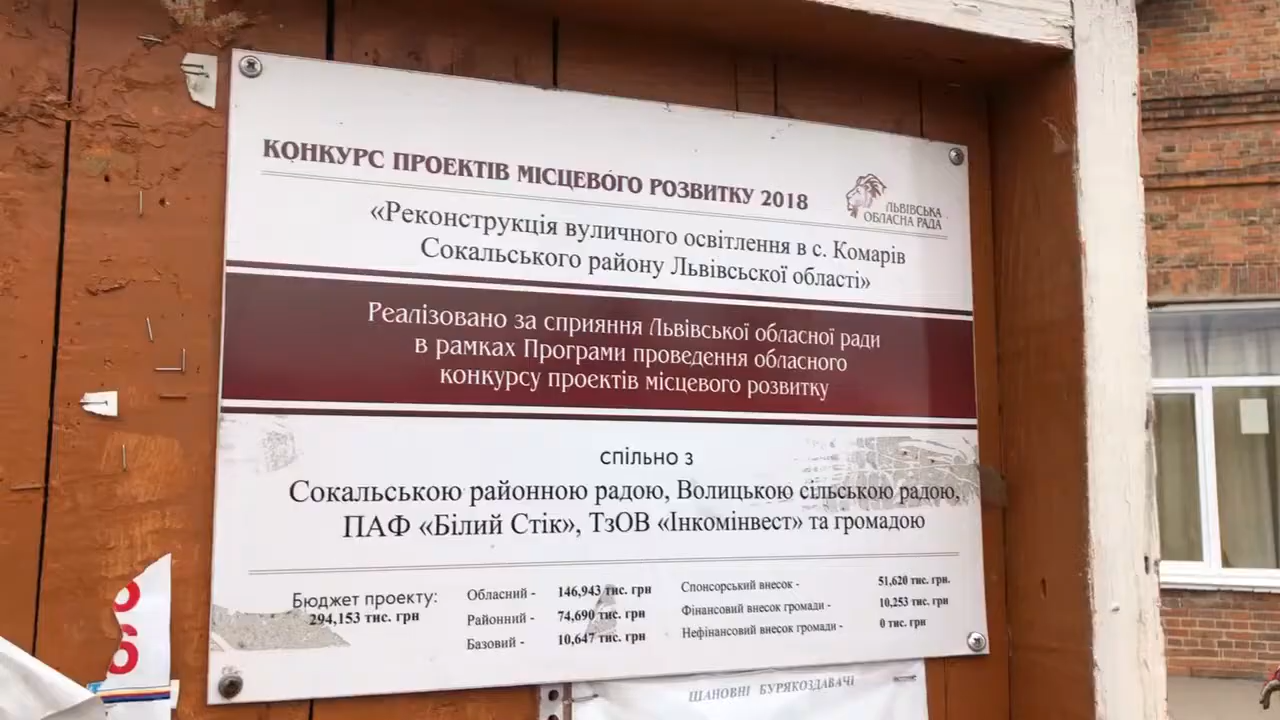 КОНКУРС ПРОЕКТІВ МІСЦЕВОГО РОЗВИТКУ 2018
ЛЬВІВСЬКА
ОБЛАСНА РАДА
«Реконструкція вуличного освітлення в с. Комарів
Сокальського району Львівсьскої області»
Реалізовано за сприяння Львівської обласної ради
в рамках Програми проведення обласного
конкурсу проектів місцевого розвитку
спільно з
Сокальською районною радою, Волицькою сільською радою,
ПАФ «Білий Стік», ТзОВ «Інкомінвест» та громадою
Бюджет проекту:
294,153 тис. грн
Обласний - 146,943 тис. грн
Районний - 74,690 тис. грн
Базовий - 10,647 тис. грн
Спонсорський внесок - 51,620 тис. грн.
Фінансовий внесок громади - 10,253 тис. грн
Нефінансовий внесок громади - 0 тис. грн
6
ШАНОВНІ БУРЯКОЗДАВАЧІ